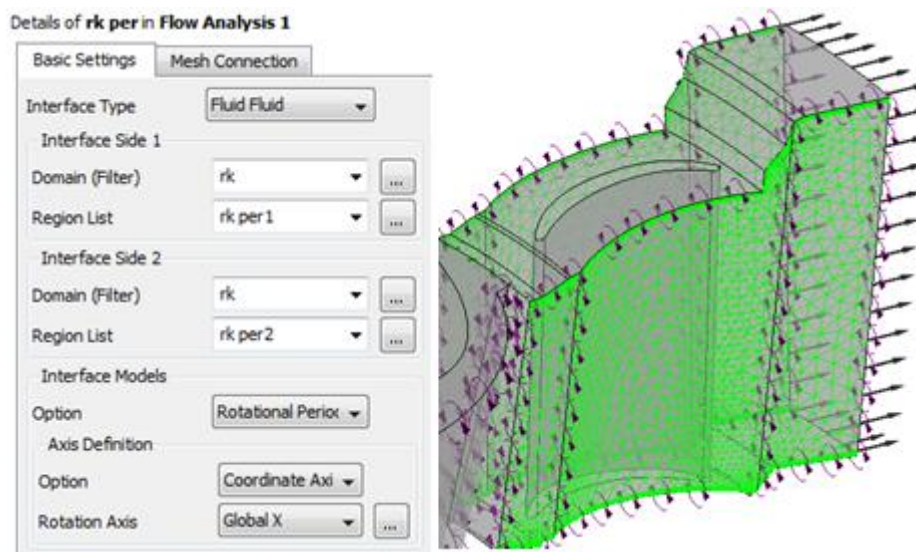 Details of rk per in Flow Analysis 1
Basic Settings Mesh Connection
Interface Type Fluid Fluid
Interface Side 1
Domain (Filter) rk ...
Region List rk per1 ...
Interface Side 2
Domain (Filter) rk ...
Region List rk per2 ...
Interface Models
Option Rotational Perioc
Axis Definition
Option Coordinate Axi
Rotation Axis Global X ...